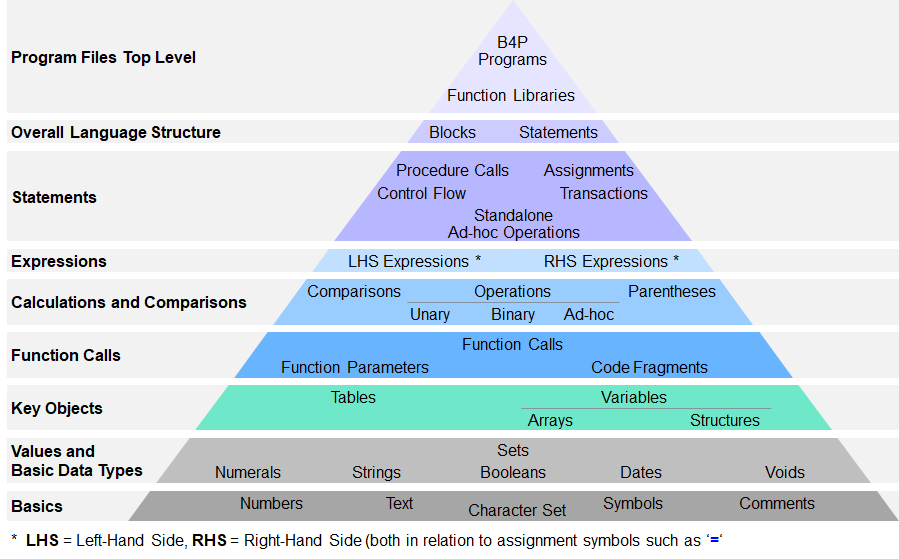 B4P
Programs
Program Files Top Level
Function Libraries
Overall Language Structure
Blocks Statements
Procedure Calls Assignments
Control Flow Transactions
Statements
Standalone
Ad-hoc Operations
Expressions
LHS Expressions * RHS Expressions *
Comparisons Operations Parentheses
Calculations and Comparisons
Unary Binary Ad-hoc
Function Calls
Function Calls
Function Parameters Code Fragments
Tables Variables
Key Objects
Arrays Structures
Values and
Basic Data Types
Sets
Numerals Strings Booleans Dates Voids
Basics
Numbers Text Character Set Symbols Comments
* LHS = Left-Hand Side, RHS = Right-Hand Side (both in relation to assignment symbols such as ‘=‘